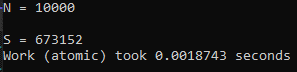 N = 10000
S = 673152
Work (atomic) took 0.0018743 seconds